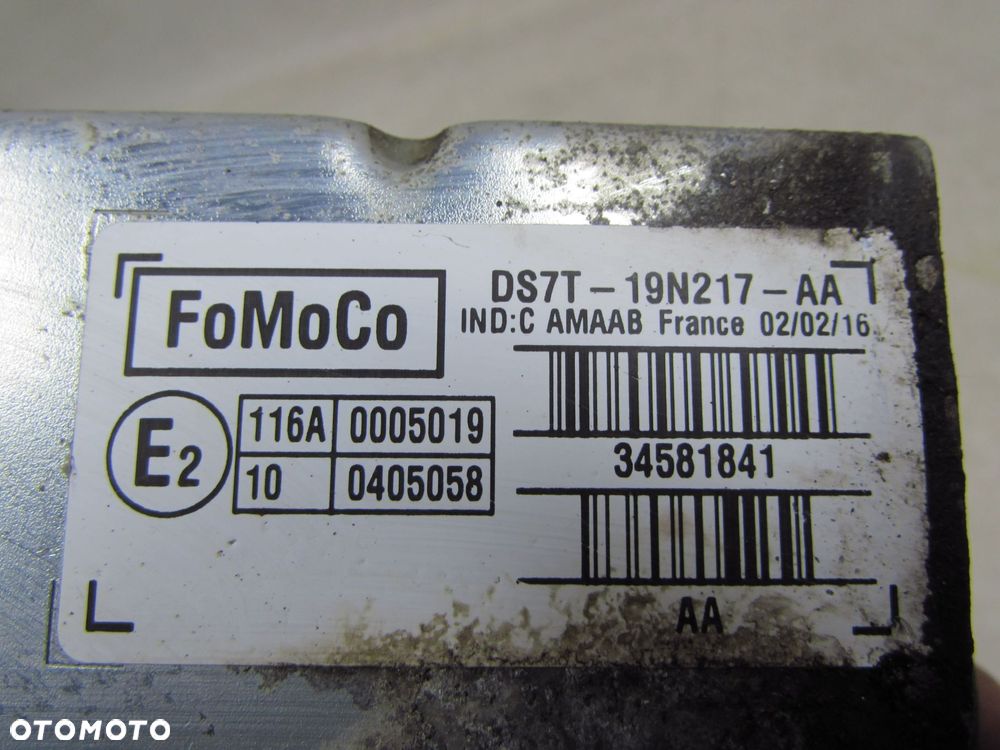 FoMoCo
DS7T - 19N217 - AA
IND:C AMAAB France 02/02/16
E2
116A 0005019
10 0405058
34581841
AA
OTOMOTO